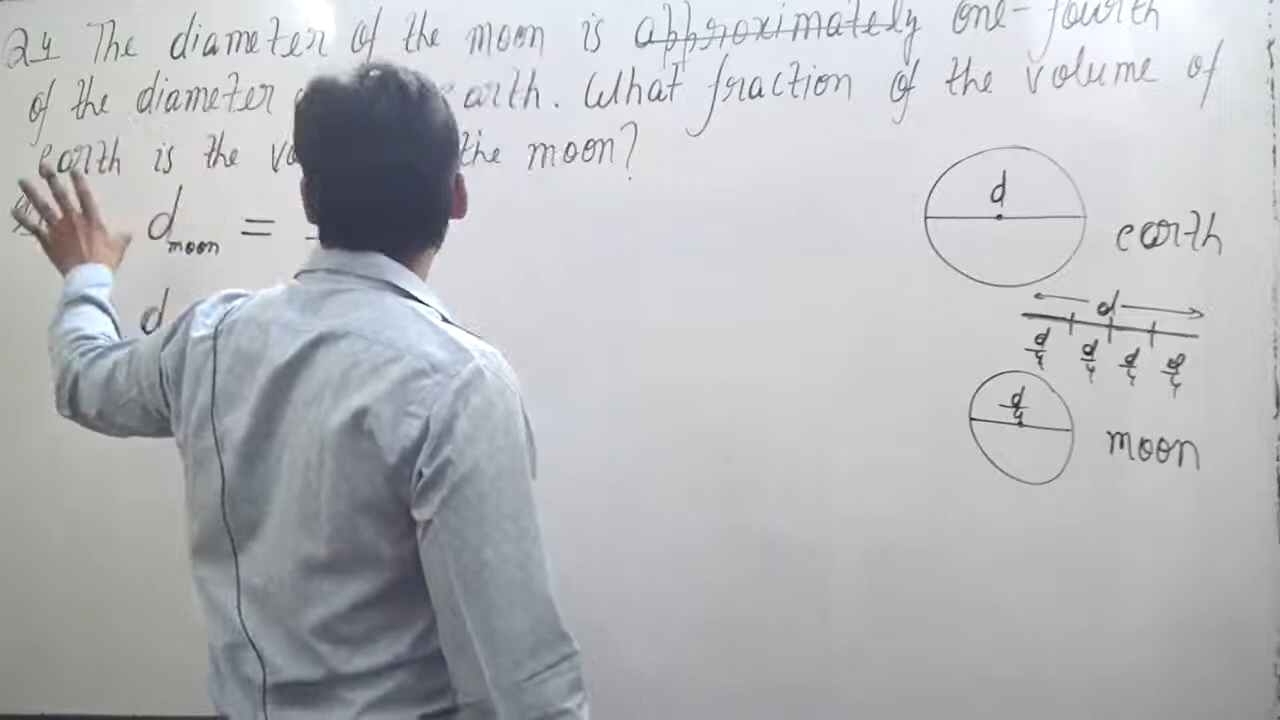 Q4 The diameter of the moon is approximately one-fourth
of the diameter earth. What fraction of the volume of
earth is the the moon?
d moon =
d
d
earth
d
d/4 d/4 d/4 d/4
d/4
moon